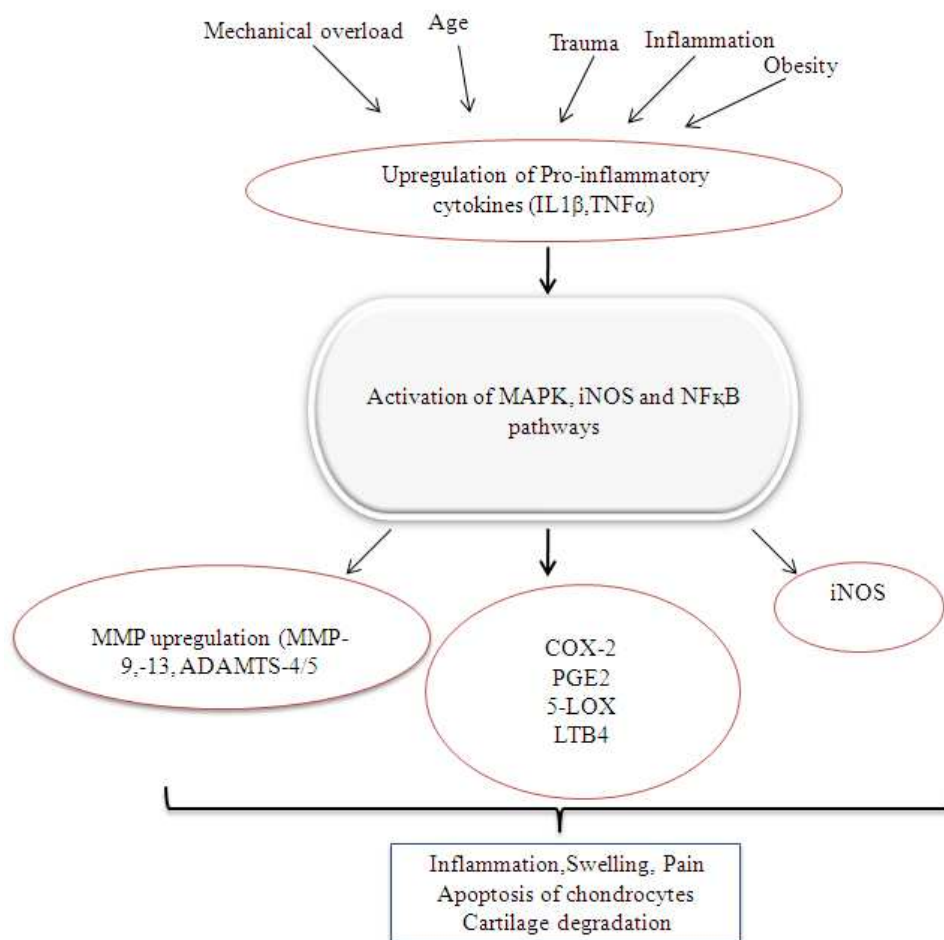 Mechanical overload
Age
Trauma
Inflammation
Obesity
Upregulation of Pro-inflammatory
cytokines (IL1β,TNFα)
Activation of MAPK, iNOS and NFκB
pathways
MMP upregulation (MMP-
9,-13, ADAMTS-4/5
COX-2
PGE2
5-LOX
LTB4
iNOS
Inflammation,Swelling, Pain
Apoptosis of chondrocytes
Cartilage degradation